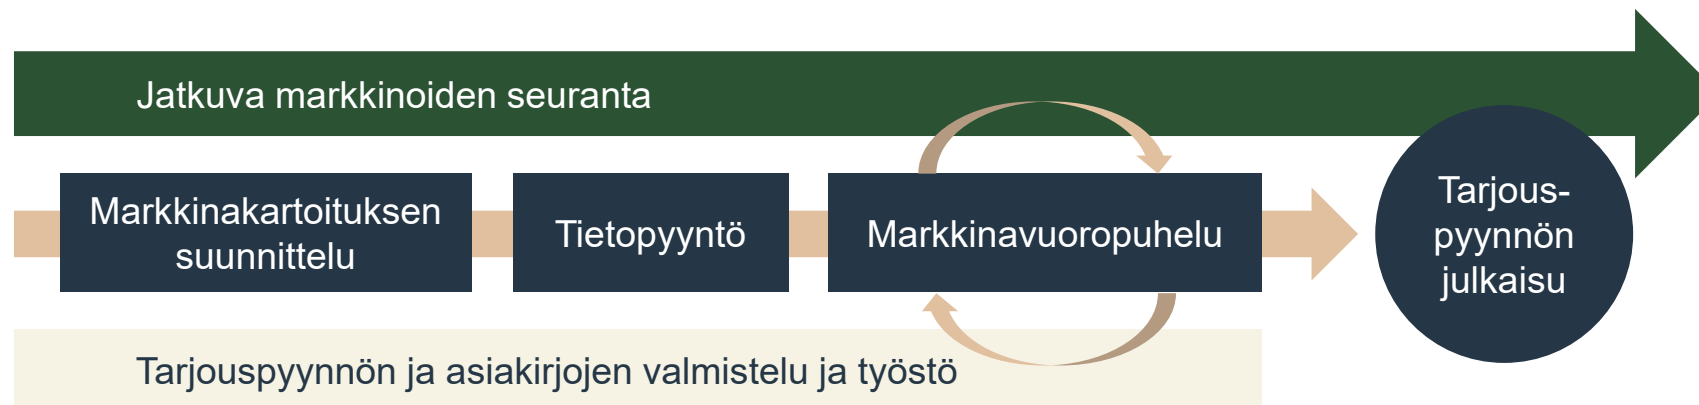 Jatkuva markkinoiden seuranta
Markkinakartoituksen
suunnittelu
Tietopyyntö
Markkinavuoropuhelu
Tarjous-
pyynnön
julkaisu
Tarjouspyynnön ja asiakirjojen valmistelu ja työstö